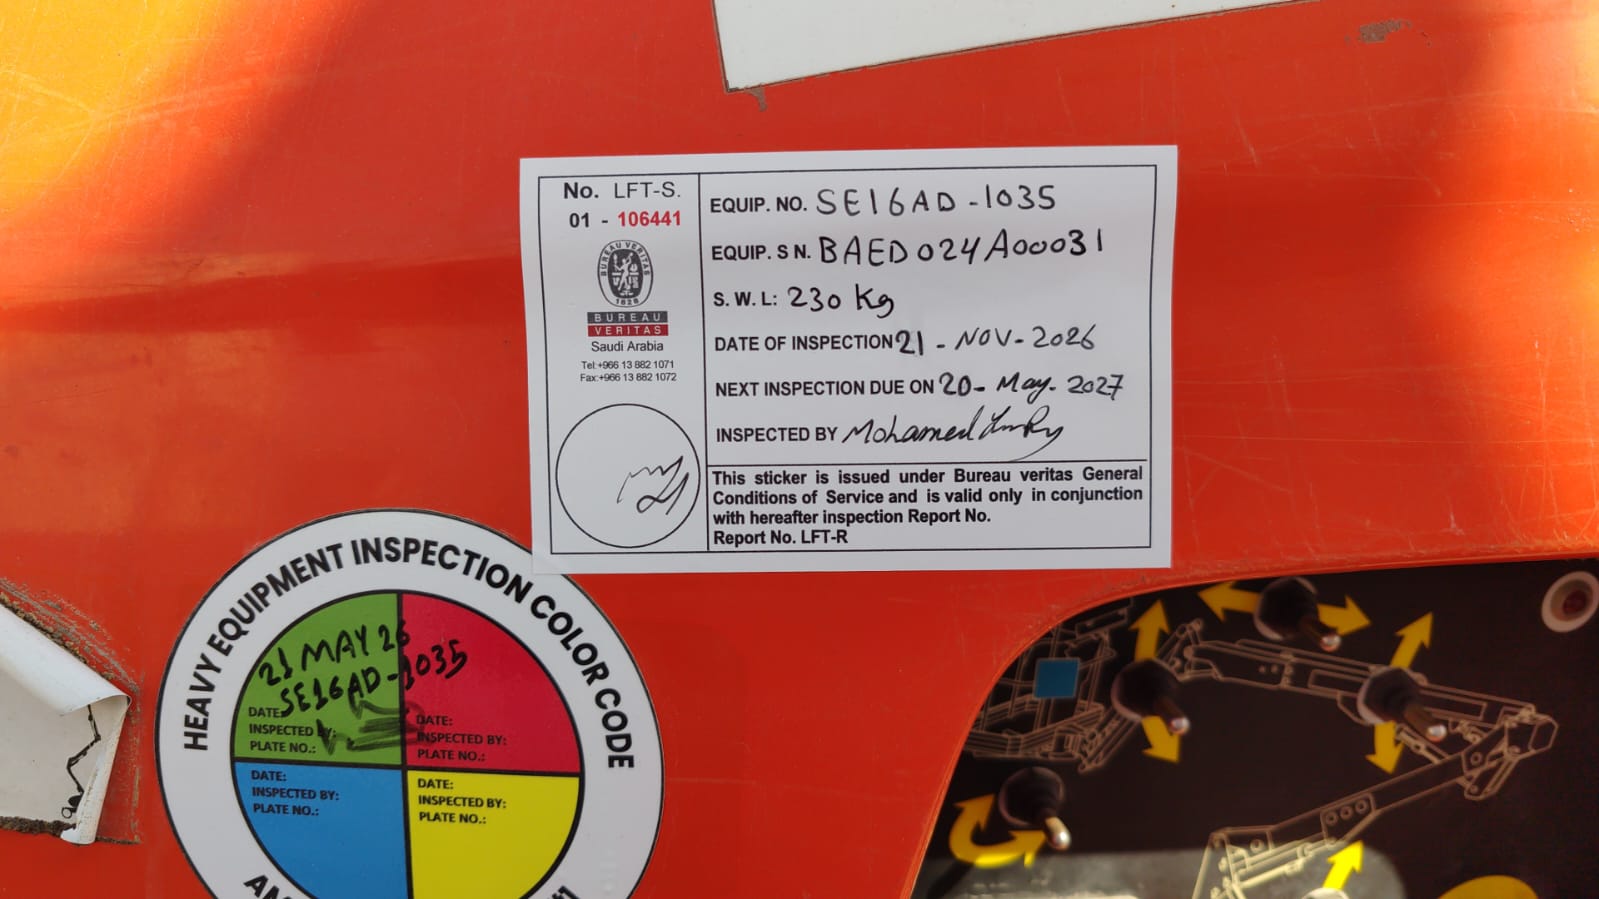 No. LFT-S.
01 - 106441
BUREAU VERITAS
1828
BUREAU
VERITAS
Saudi Arabia
Tel:+966 13 882 1071
Fax:+966 13 882 1072
EQUIP. NO. SE16AD-1035
EQUIP. S N. BAED024A00031
S. W. L: 230 Kg
DATE OF INSPECTION 21-NOV-2026
NEXT INSPECTION DUE ON 20-May-2027
INSPECTED BY Mohamed
This sticker is issued under Bureau veritas General
Conditions of Service and is valid only in conjunction
with hereafter inspection Report No.
Report No. LFT-R
HEAVY EQUIPMENT INSPECTION COLOR CODE
21 MAY 26
SE16AD-1035
DATE:
INSPECTED BY:
PLATE NO.:
DATE:
INSPECTED BY:
PLATE NO.:
DATE:
INSPECTED BY:
PLATE NO.:
DATE:
INSPECTED BY:
PLATE NO.: